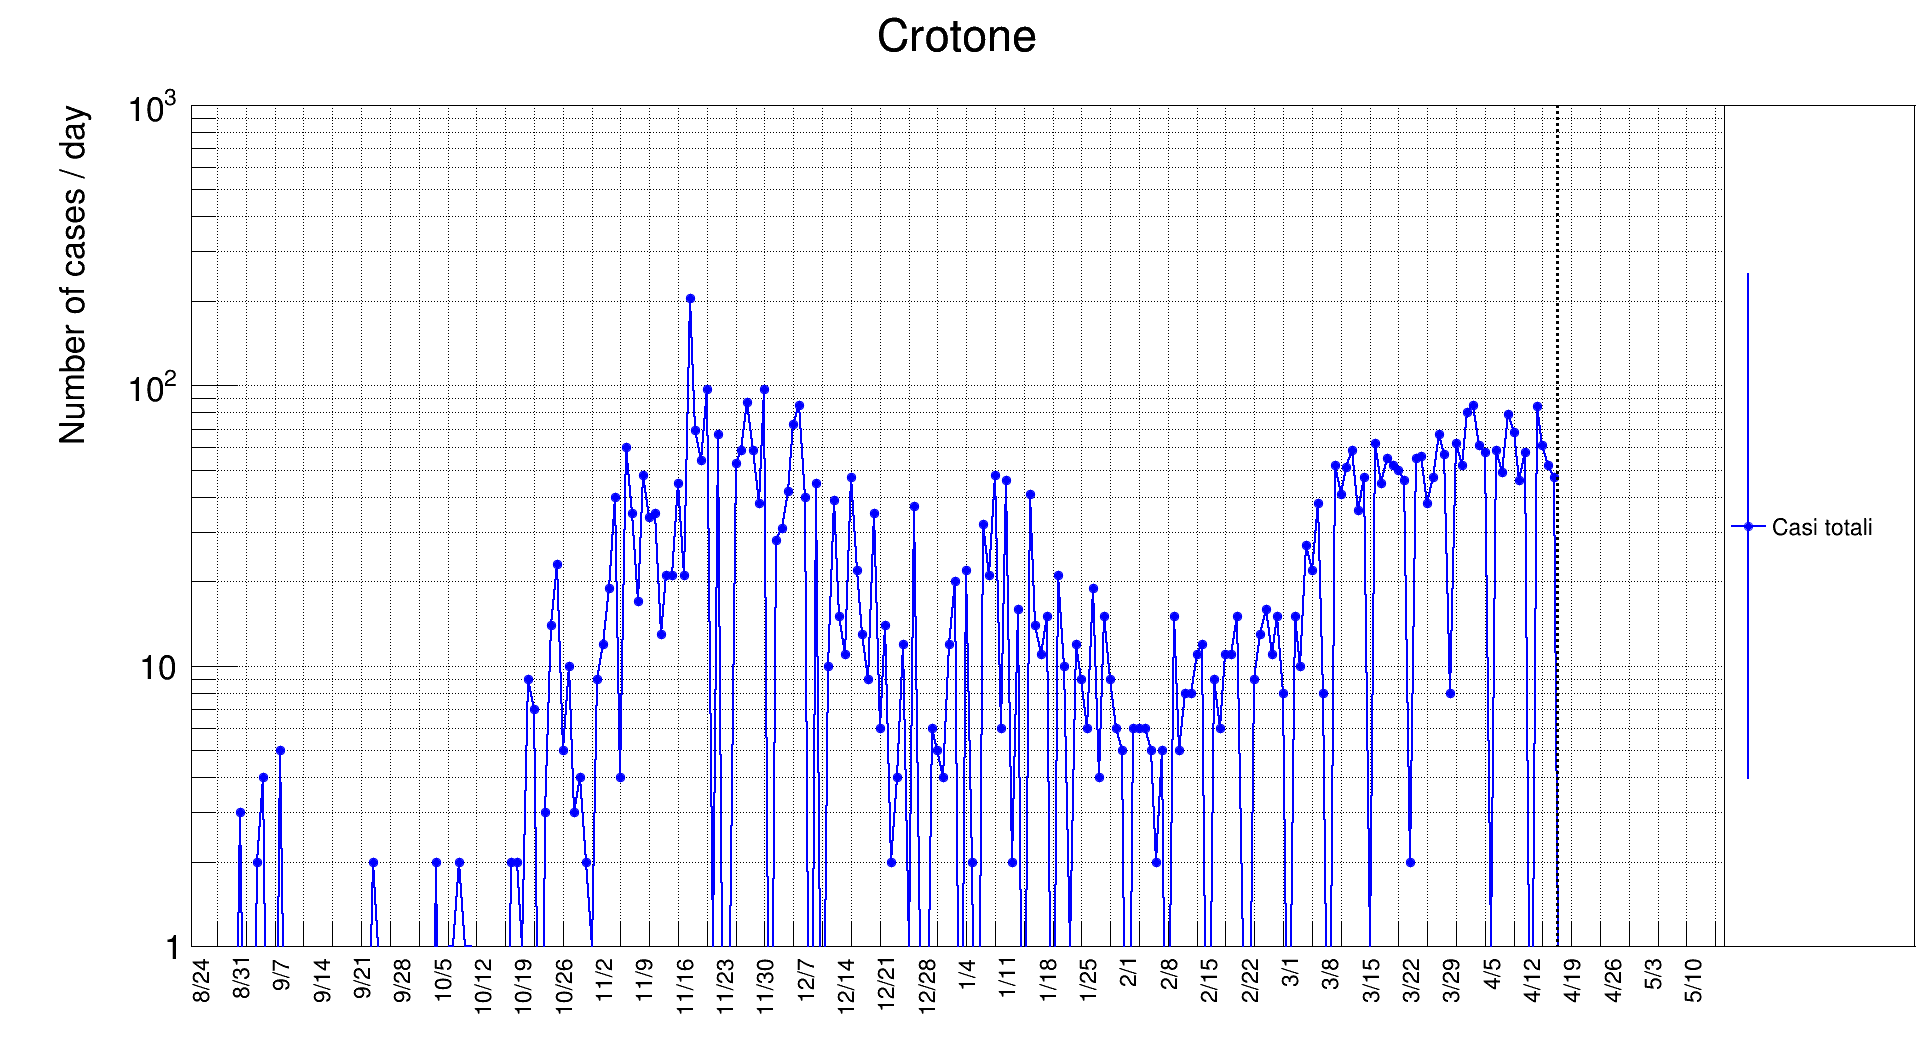 Crotone
Number of cases / day
10³
10²
10
1
8/24 8/31 9/7 9/14 9/21 9/28 10/5 10/12 10/19 10/26 11/2 11/9 11/16 11/23 11/30 12/7 12/14 12/21 12/28 1/4 1/11 1/18 1/25 2/1 2/8 2/15 2/22 3/1 3/8 3/15 3/22 3/29 4/5 4/12 4/19 4/26 5/3 5/10
Casi totali